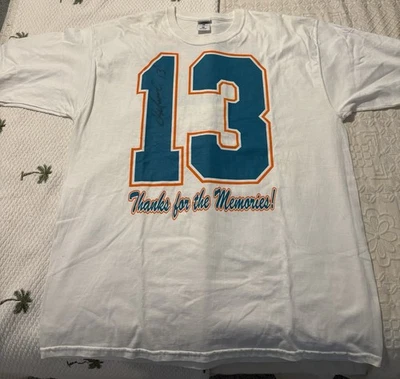 13
Thanks for the Memories!